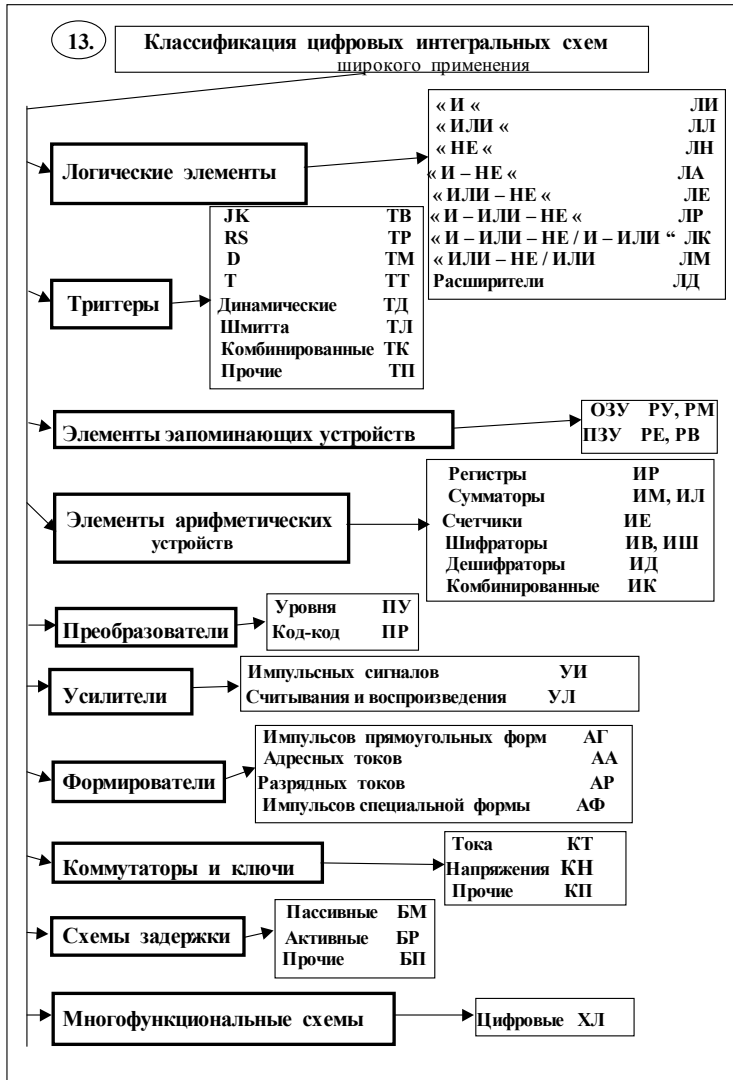 13.
Классификация цифровых интегральных схем
широкого применения
Логические элементы
« И « ЛИ
« ИЛИ « ЛЛ
« НЕ « ЛН
« И – НЕ « ЛА
« ИЛИ – НЕ « ЛЕ
« И – ИЛИ – НЕ « ЛР
« И – ИЛИ – НЕ / И – ИЛИ “ ЛК
« ИЛИ – НЕ / ИЛИ ЛМ
Расширители ЛД
Триггеры
JK ТВ
RS ТР
D ТМ
T ТТ
Динамические ТД
Шмитта ТЛ
Комбинированные ТК
Прочие ТП
Элементы эапоминающих устройств
ОЗУ РУ, РМ
ПЗУ РЕ, РВ
Элементы арифметических
устройств
Регистры ИР
Сумматоры ИМ, ИЛ
Счетчики ИЕ
Шифраторы ИВ, ИШ
Дешифраторы ИД
Комбинированные ИК
Преобразователи
Уровня ПУ
Код-код ПР
Усилители
Импульсных сигналов УИ
Считывания и воспроизведения УЛ
Формирователи
Импульсов прямоугольных форм АГ
Адресных токов АА
Разрядных токов АР
Импульсов специальной формы АФ
Коммутаторы и ключи
Тока КТ
Напряжения КН
Прочие КП
Схемы задержки
Пассивные БМ
Активные БР
Прочие БП
Многофункциональные схемы
Цифровые ХЛ